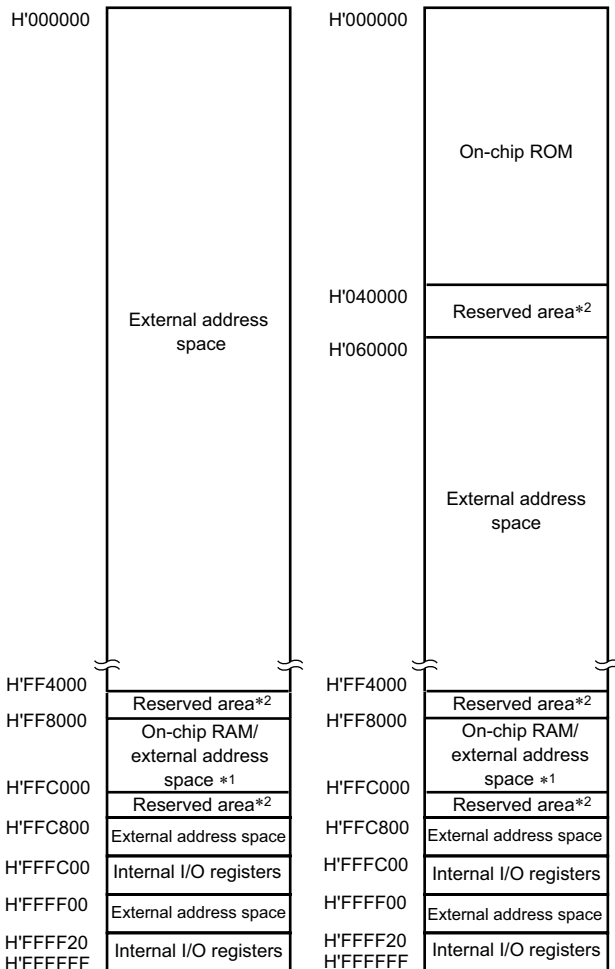 H'000000
External address
space
H'FF4000
Reserved area*2
H'FF8000
On-chip RAM/
external address
space *1
H'FFC000
Reserved area*2
H'FFC800
External address space
H'FFFC00
Internal I/O registers
H'FFFF00
External address space
H'FFFF20
Internal I/O registers
H'FFFFFF
H'000000
On-chip ROM
H'040000
Reserved area*2
H'060000
External address
space
H'FF4000
Reserved area*2
H'FF8000
On-chip RAM/
external address
space *1
H'FFC000
Reserved area*2
H'FFC800
External address space
H'FFFC00
Internal I/O registers
H'FFFF00
External address space
H'FFFF20
Internal I/O registers
H'FFFFFF